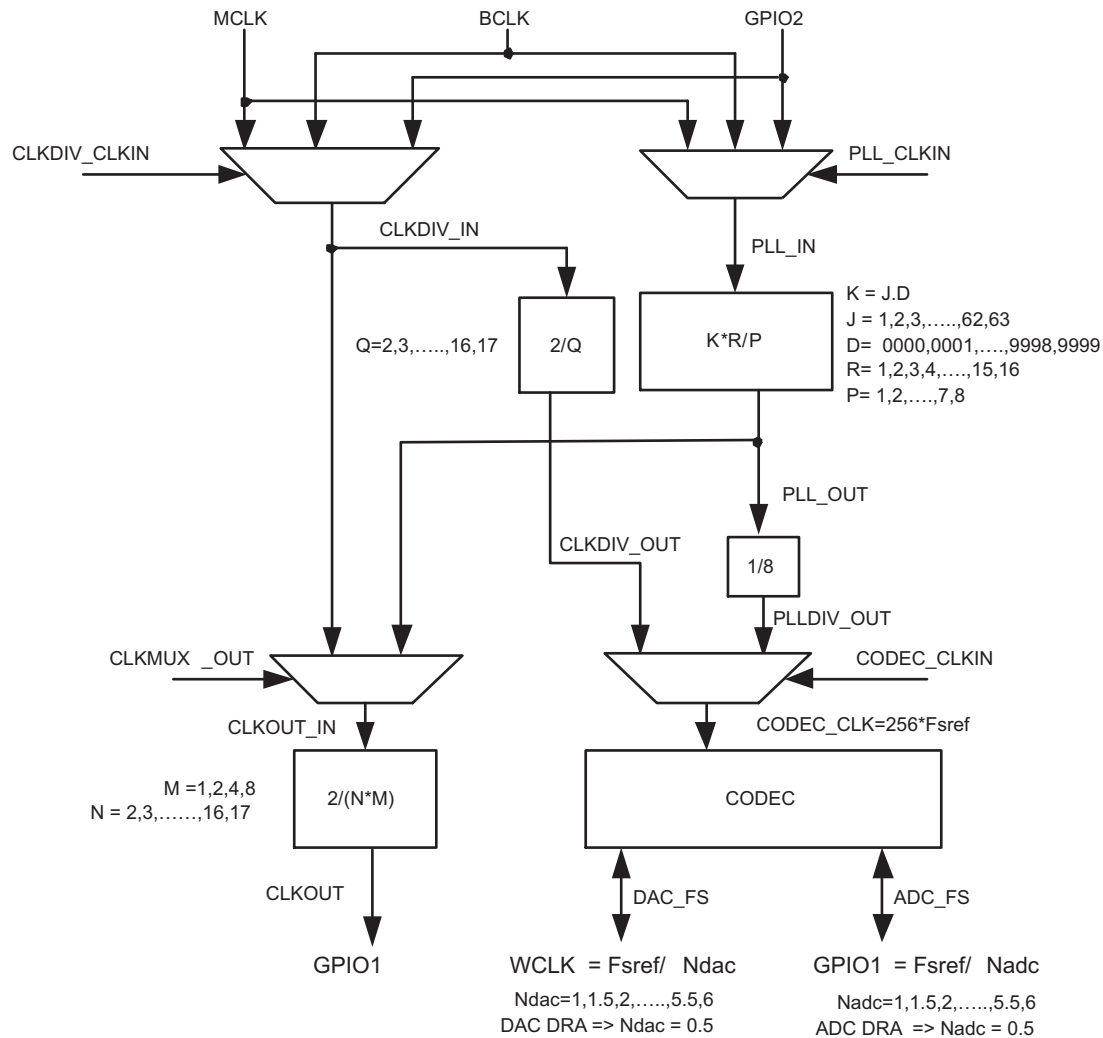 MCLK
BCLK
GPIO2
CLKDIV_CLKIN
PLL_CLKIN
CLKDIV_IN
PLL_IN
Q=2,3,.....,16,17
2/Q
K*R/P
K = J.D
J = 1,2,3,.....,62,63
D= 0000,0001,....,9998,9999
R= 1,2,3,4,....,15,16
P= 1,2,....,7,8
PLL_OUT
CLKDIV_OUT
1/8
PLLDIV_OUT
CLKMUX _OUT
CODEC_CLKIN
CLKOUT_IN
CODEC_CLK=256*Fsref
M =1,2,4,8
N = 2,3,......,16,17
2/(N*M)
CODEC
CLKOUT
DAC_FS
ADC_FS
GPIO1
WCLK = Fsref/ Ndac
GPIO1 = Fsref/ Nadc
Ndac=1,1.5,2,.....,5.5,6
DAC DRA => Ndac = 0.5
Nadc=1,1.5,2,.....,5.5,6
ADC DRA => Nadc = 0.5